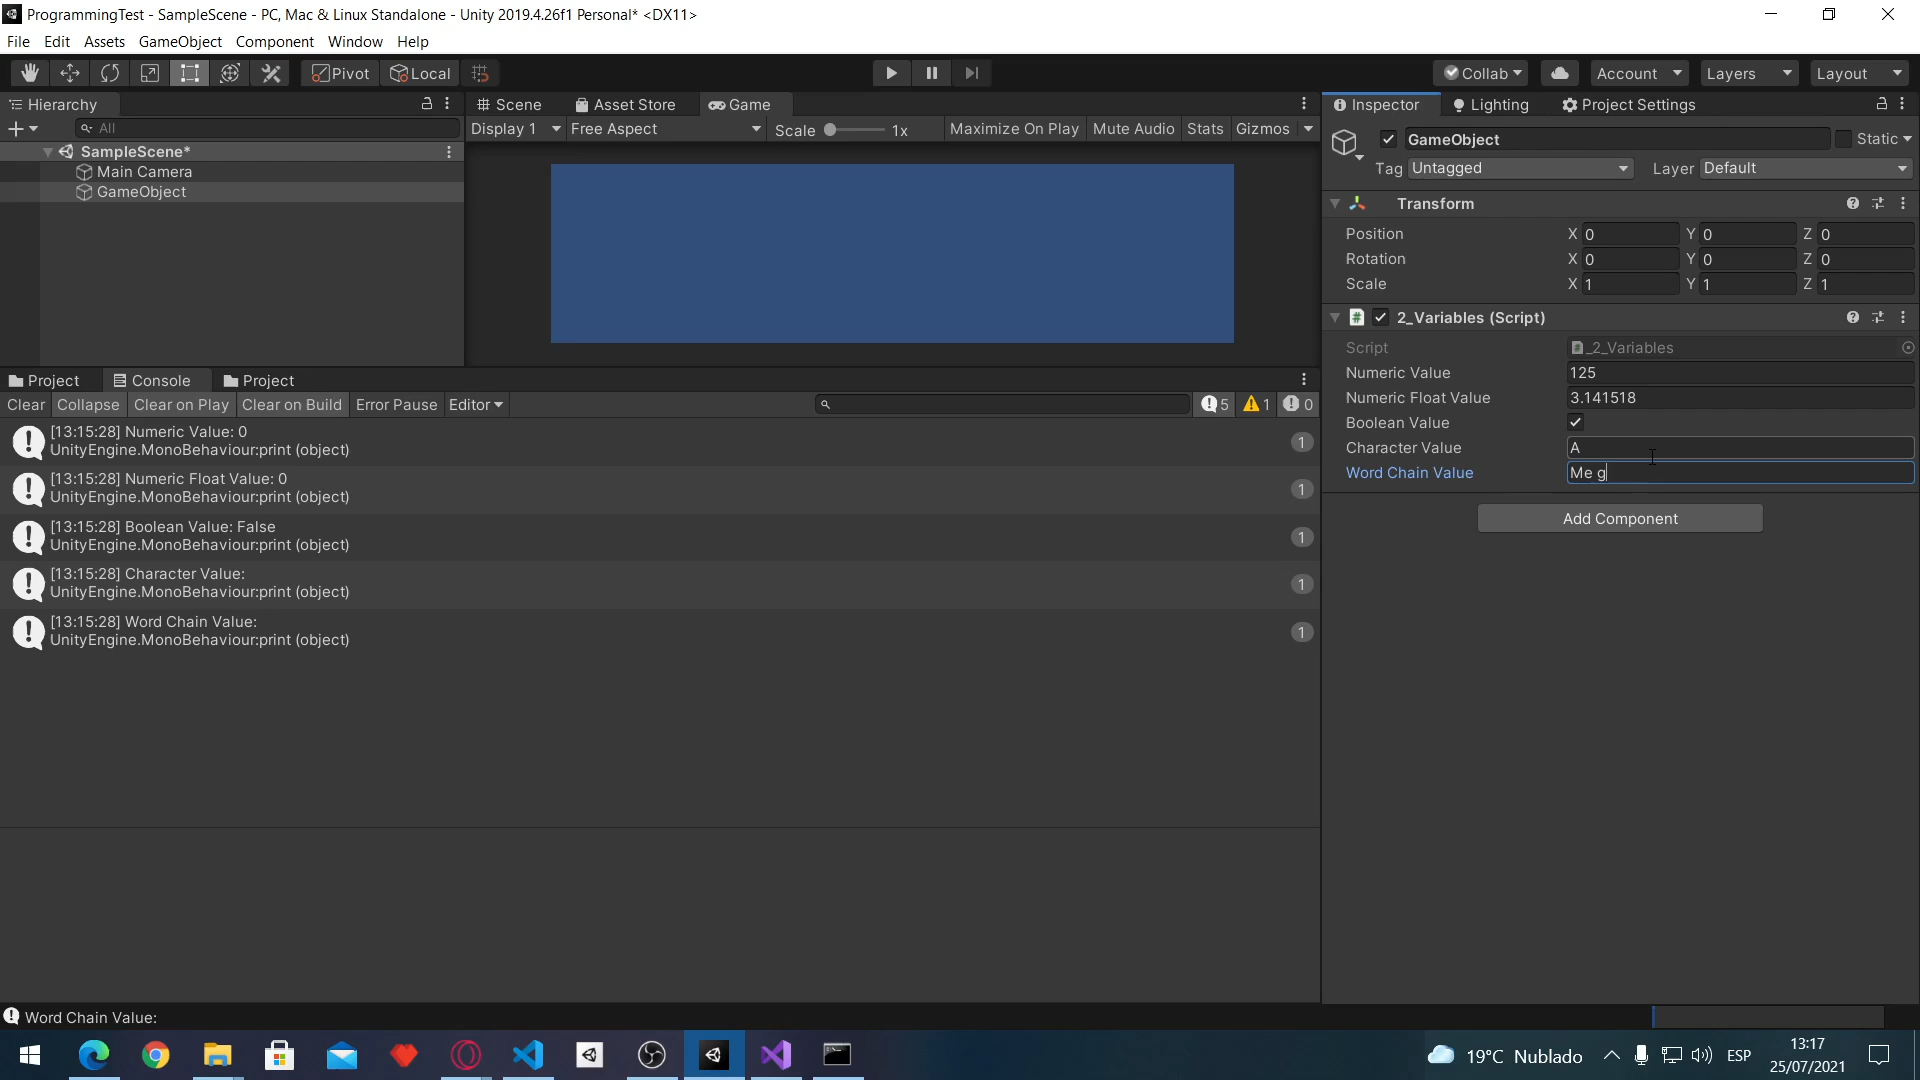 ProgrammingTest - SampleScene - PC, Mac & Linux Standalone - Unity 2019.4.26f1 Personal* <DX11>
File Edit Assets GameObject Component Window Help
Pivot Local Collab Account Layers Layout
Hierarchy Scene Asset Store Game Inspector Lighting Project Settings
All Display 1 Free Aspect Scale 1x Maximize On Play Mute Audio Stats Gizmos
GameObject Static
SampleScene*
Tag Untagged Layer Default
Main Camera
GameObject
Transform
Position X 0 Y 0 Z 0
Rotation X 0 Y 0 Z 0
Scale X 1 Y 1 Z 1
2_Variables (Script)
Script _2_Variables
Numeric Value 125
Numeric Float Value 3.141518
Boolean Value
Character Value A
Word Chain Value Me g
Add Component
Project Console Project
Clear Collapse Clear on Play Clear on Build Error Pause Editor 5 1 0
[13:15:28] Numeric Value: 0
UnityEngine.MonoBehaviour:print (object) 1
[13:15:28] Numeric Float Value: 0
UnityEngine.MonoBehaviour:print (object) 1
[13:15:28] Boolean Value: False
UnityEngine.MonoBehaviour:print (object) 1
[13:15:28] Character Value:
UnityEngine.MonoBehaviour:print (object) 1
[13:15:28] Word Chain Value:
UnityEngine.MonoBehaviour:print (object) 1
Word Chain Value:
19°C Nublado ESP
13:17
25/07/2021